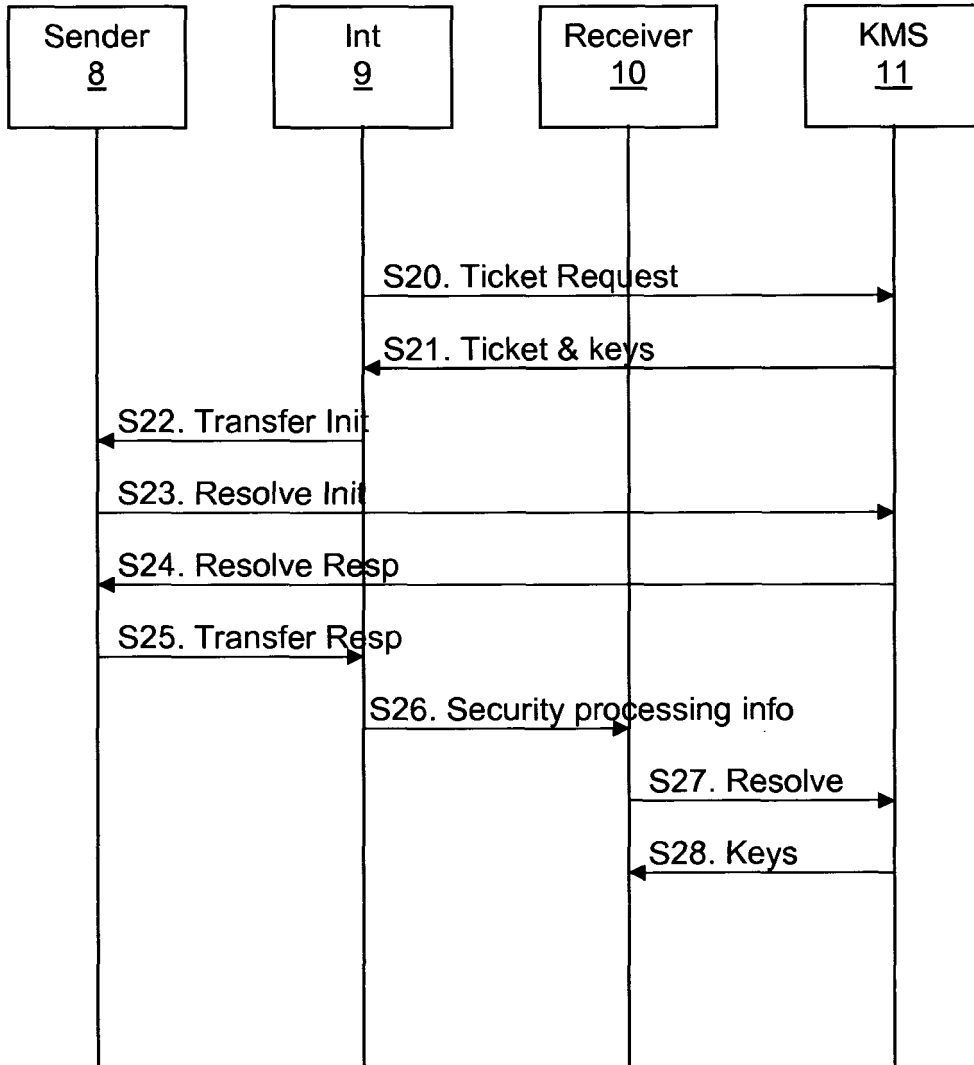 Sender
8
Int
9
Receiver
10
KMS
11
S20. Ticket Request
S21. Ticket & keys
S22. Transfer Init
S23. Resolve Init
S24. Resolve Resp
S25. Transfer Resp
S26. Security processing info
S27. Resolve
S28. Keys